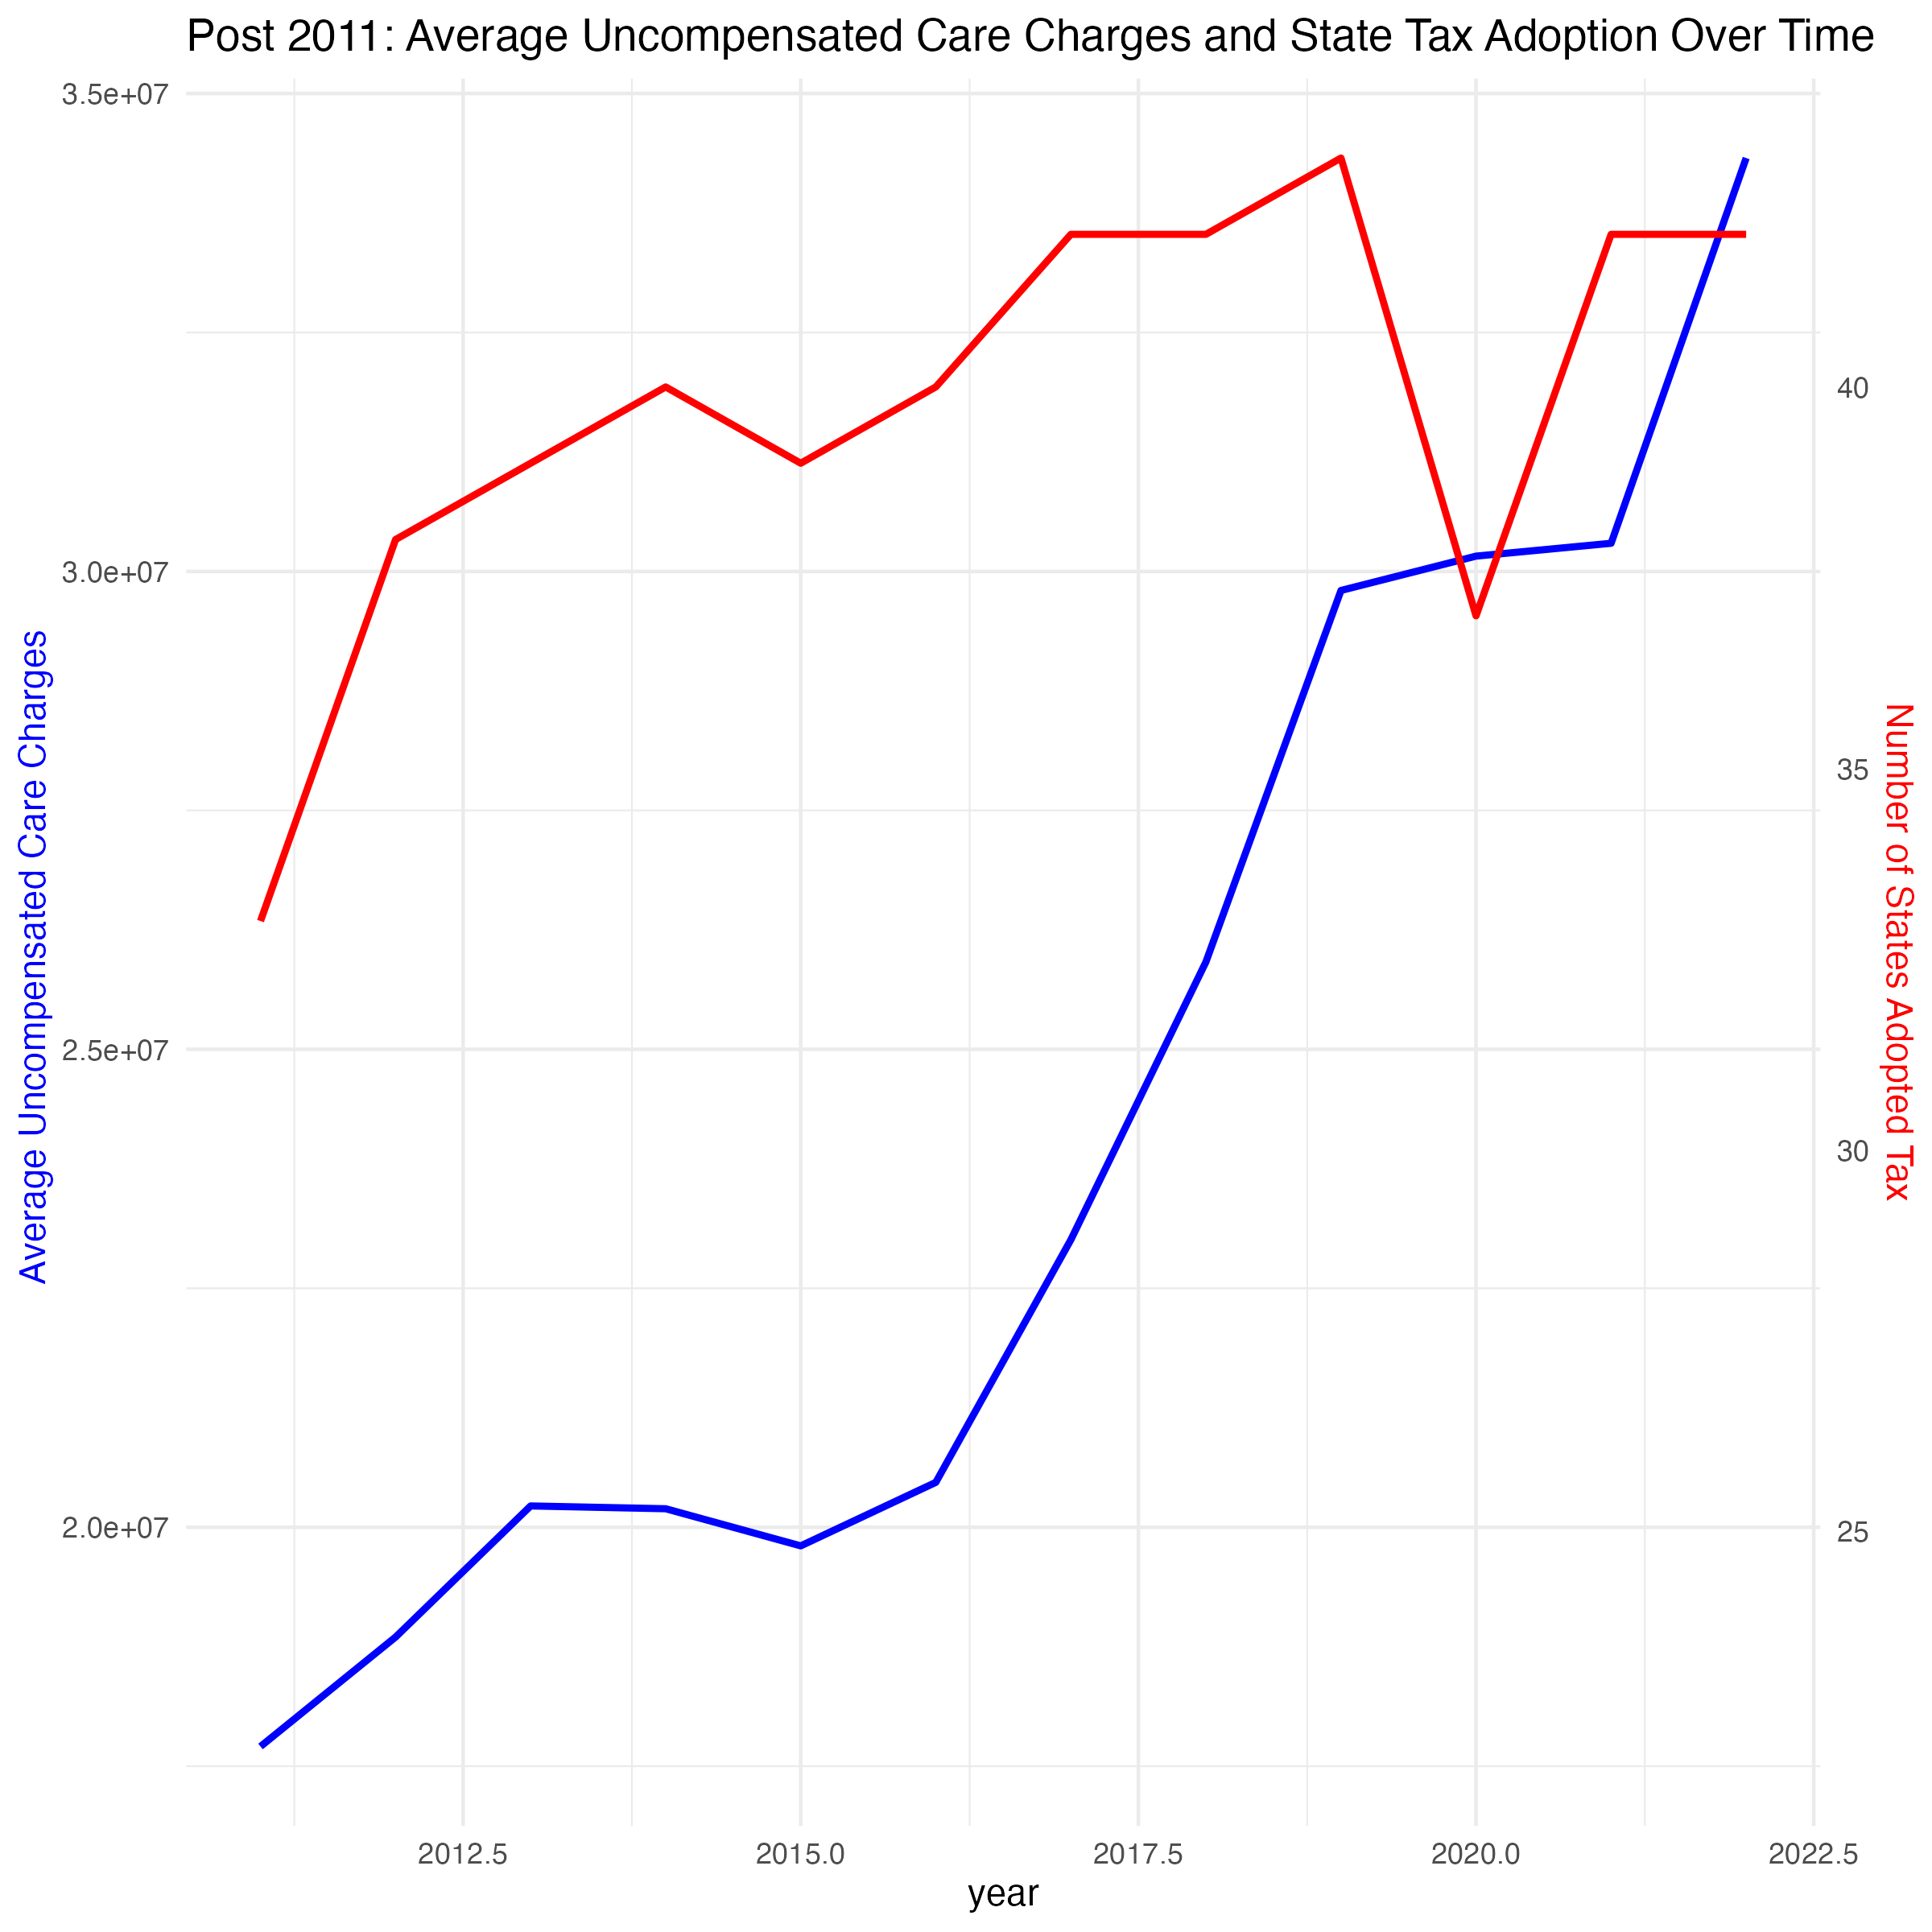 Post 2011: Average Uncompensated Care Charges and State Tax Adoption Over Time
Average Uncompensated Care Charges
3.5e+07
3.0e+07
2.5e+07
2.0e+07
40
35
30
25
Number of States Adopted Tax
2012.5
2015.0
2017.5
2020.0
2022.5
year